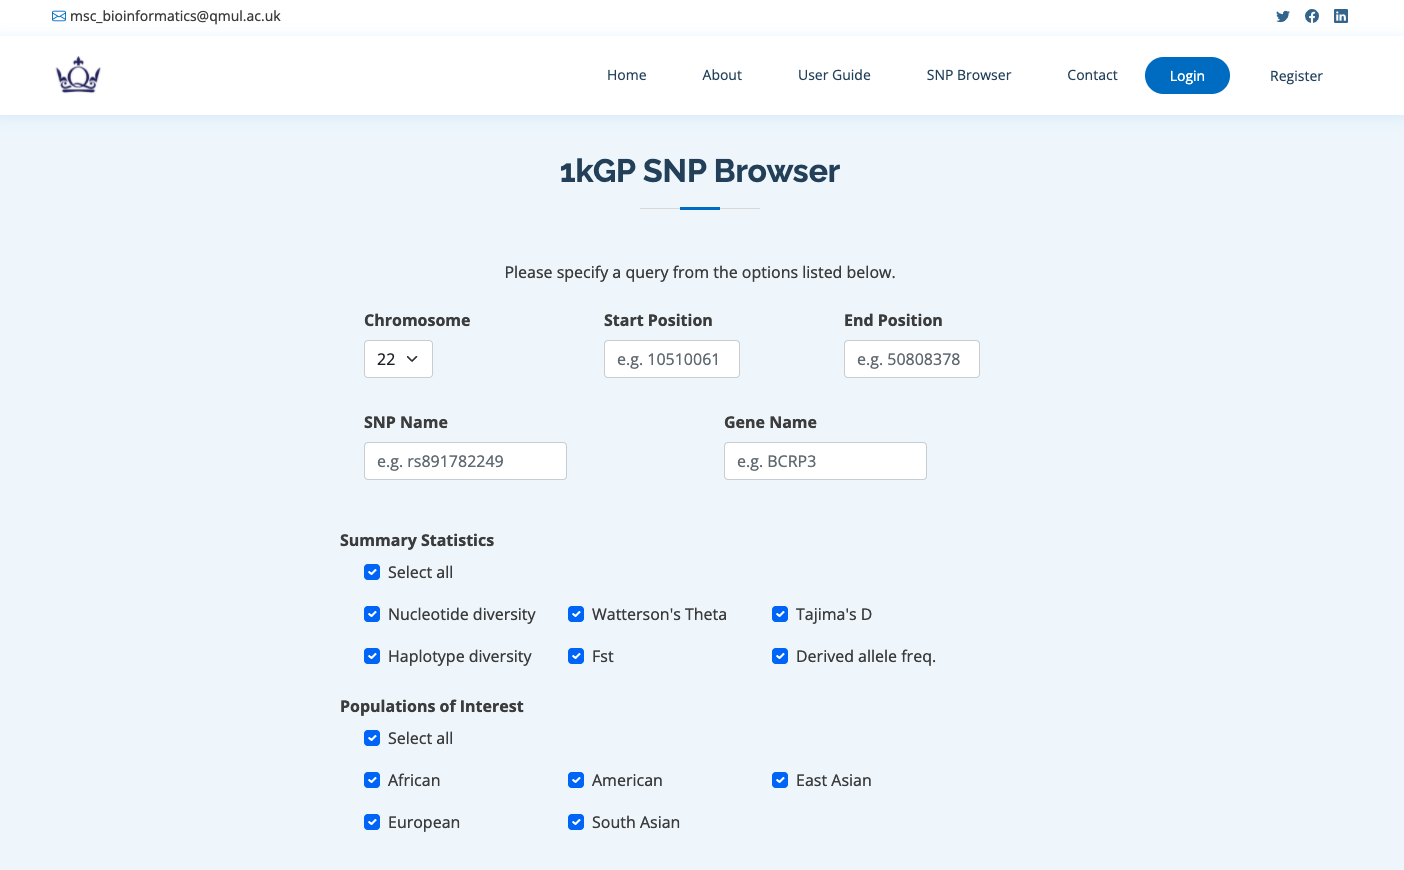 msc_bioinformatics@qmul.ac.uk
Home About User Guide SNP Browser Contact Login Register
1kGP SNP Browser
Please specify a query from the options listed below.
Chromosome Start Position End Position
22 e.g. 10510061 e.g. 50808378
SNP Name Gene Name
e.g. rs891782249 e.g. BCRP3
Summary Statistics
Select all
Nucleotide diversity Watterson's Theta Tajima's D
Haplotype diversity Fst Derived allele freq.
Populations of Interest
Select all
African American East Asian
European South Asian